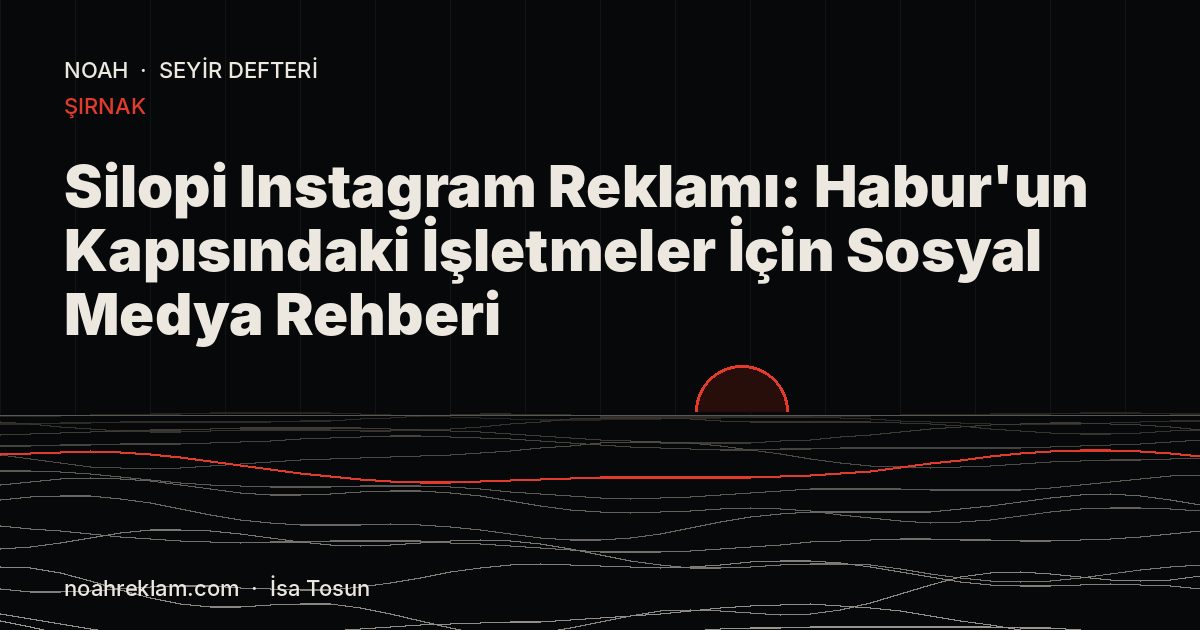 NOAH · SEYİR DEFTERİ
ŞIRNAK
Silopi Instagram Reklamı: Habur'un
Kapısındaki İşletmeler İçin Sosyal
Medya Rehberi
noahreklam.com · İsa Tosun